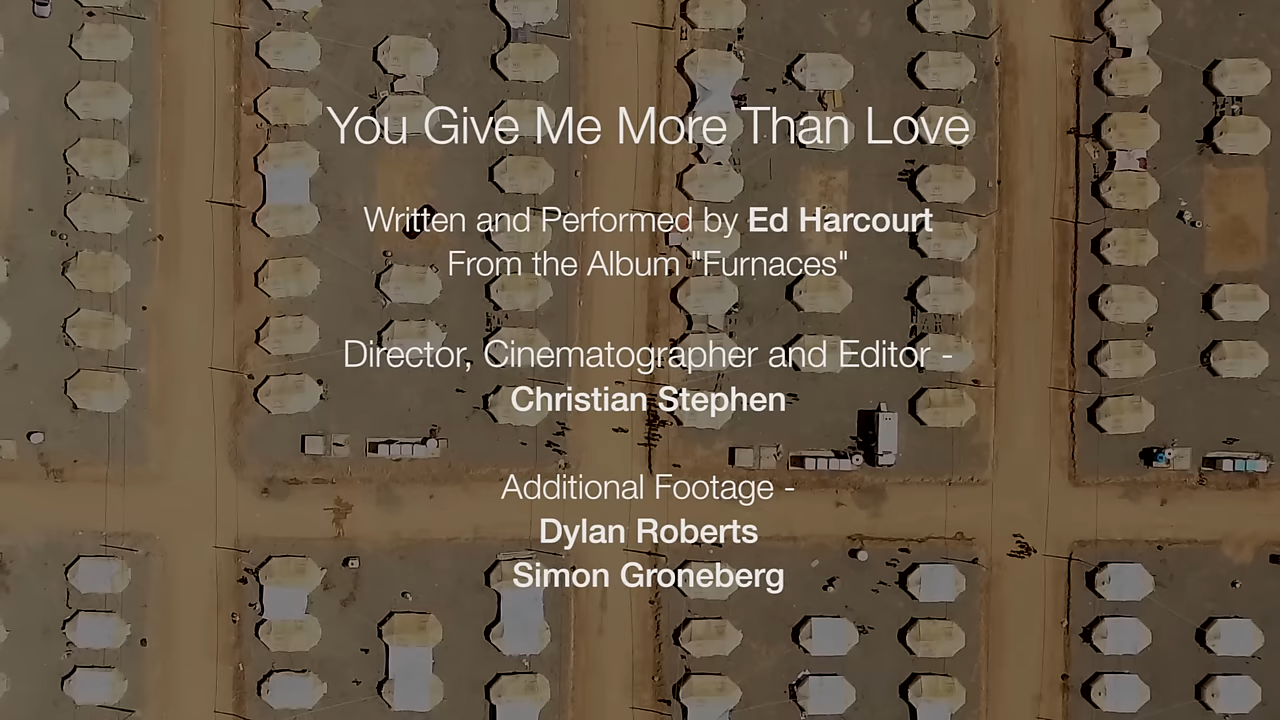 You Give Me More Than Love
Written and Performed by Ed Harcourt
From the Album "Furnaces"
Director, Cinematographer and Editor -
Christian Stephen
Additional Footage -
Dylan Roberts
Simon Groneberg